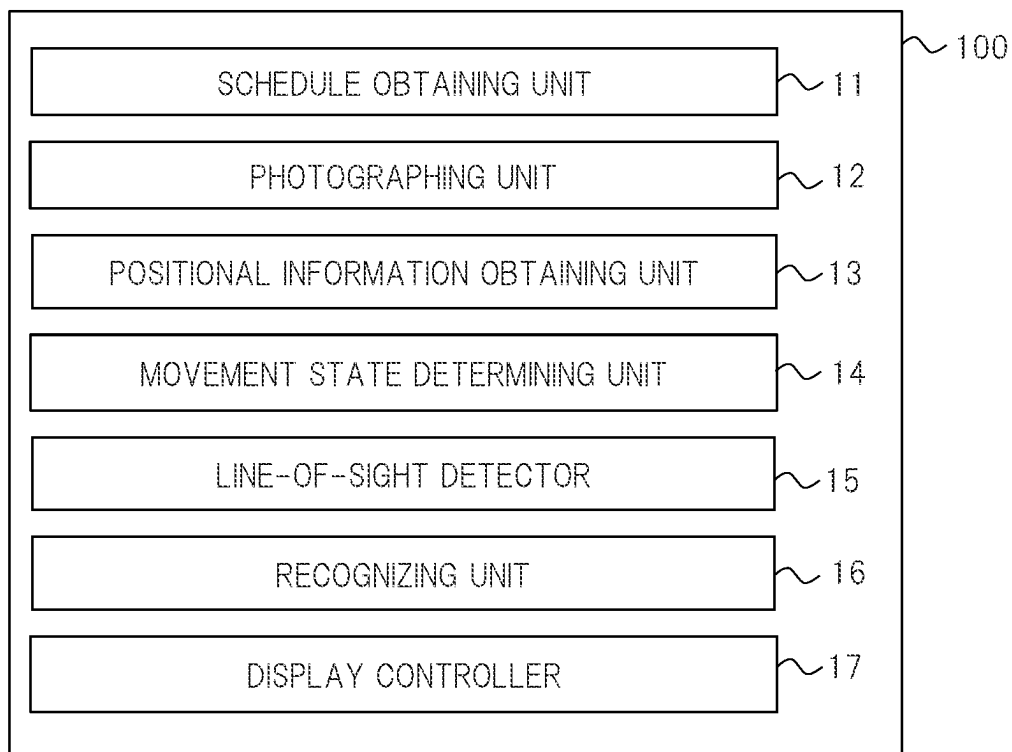 100
SCHEDULE OBTAINING UNIT 11
PHOTOGRAPHING UNIT 12
POSITIONAL INFORMATION OBTAINING UNIT 13
MOVEMENT STATE DETERMINING UNIT 14
LINE-OF-SIGHT DETECTOR 15
RECOGNIZING UNIT 16
DISPLAY CONTROLLER 17